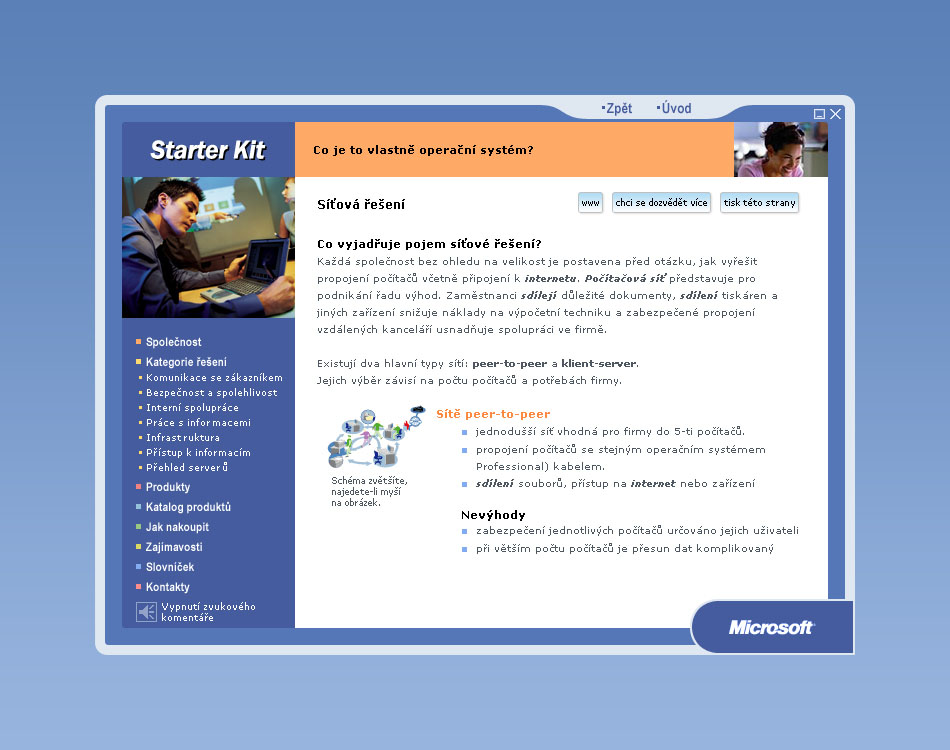 ▪Zpět ▪Úvod
Starter Kit
Co je to vlastně operační systém?
Síťová řešení
www
chci se dozvědět více
tisk této strany
Co vyjadřuje pojem síťové řešení?
Každá společnost bez ohledu na velikost je postavena před otázku, jak vyřešit
propojení počítačů včetně připojení k internetu. Počítačová síť představuje pro
podnikání řadu výhod. Zaměstnanci sdílejí důležité dokumenty, sdílení tiskáren a
jiných zařízení snižuje náklady na výpočetní techniku a zabezpečené propojení
vzdálených kanceláří usnadňuje spolupráci ve firmě.
Existují dva hlavní typy sítí: peer-to-peer a klient-server.
Jejich výběr závisí na počtu počítačů a potřebách firmy.
Společnost
Kategorie řešení
Komunikace se zákazníkem
Bezpečnost a spolehlivost
Interní spolupráce
Práce s informacemi
Infrastruktura
Přístup k informacím
Přehled serverů
Produkty
Katalog produktů
Jak nakoupit
Zajímavosti
Slovníček
Kontakty
Vypnutí zvukového
komentáře
Schéma zvětšíte,
najedete-li myší
na obrázek.
Sítě peer-to-peer
jednodušší síť vhodná pro firmy do 5-ti počítačů.
propojení počítačů se stejným operačním systémem
Professional) kabelem.
sdílení souborů, přístup na internet nebo zařízení
Nevýhody
zabezpečení jednotlivých počítačů určováno jejich uživateli
při větším počtu počítačů je přesun dat komplikovaný
Microsoft